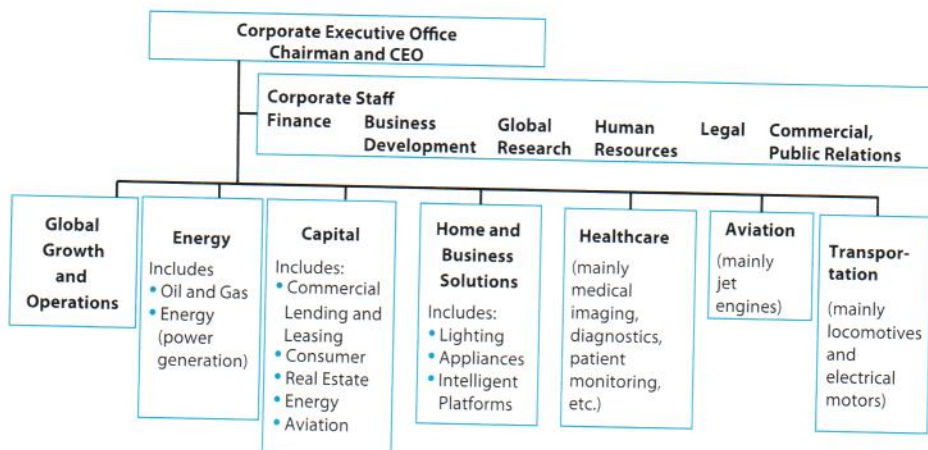 Corporate Executive Office
Chairman and CEO
Corporate Staff
Finance
Business
Development
Global
Research
Human
Resources
Legal
Commercial,
Public Relations
Global
Growth
and
Operations
Energy
Includes
• Oil and Gas
• Energy
(power
generation)
Capital
Includes:
• Commercial
Lending and
Leasing
• Consumer
• Real Estate
• Energy
• Aviation
Home and
Business
Solutions
Includes:
• Lighting
• Appliances
• Intelligent
Platforms
Healthcare
(mainly
medical
imaging,
diagnostics,
patient
monitoring,
etc.)
Aviation
(mainly
jet
engines)
Transpor-
tation
(mainly
locomotives
and
electrical
motors)